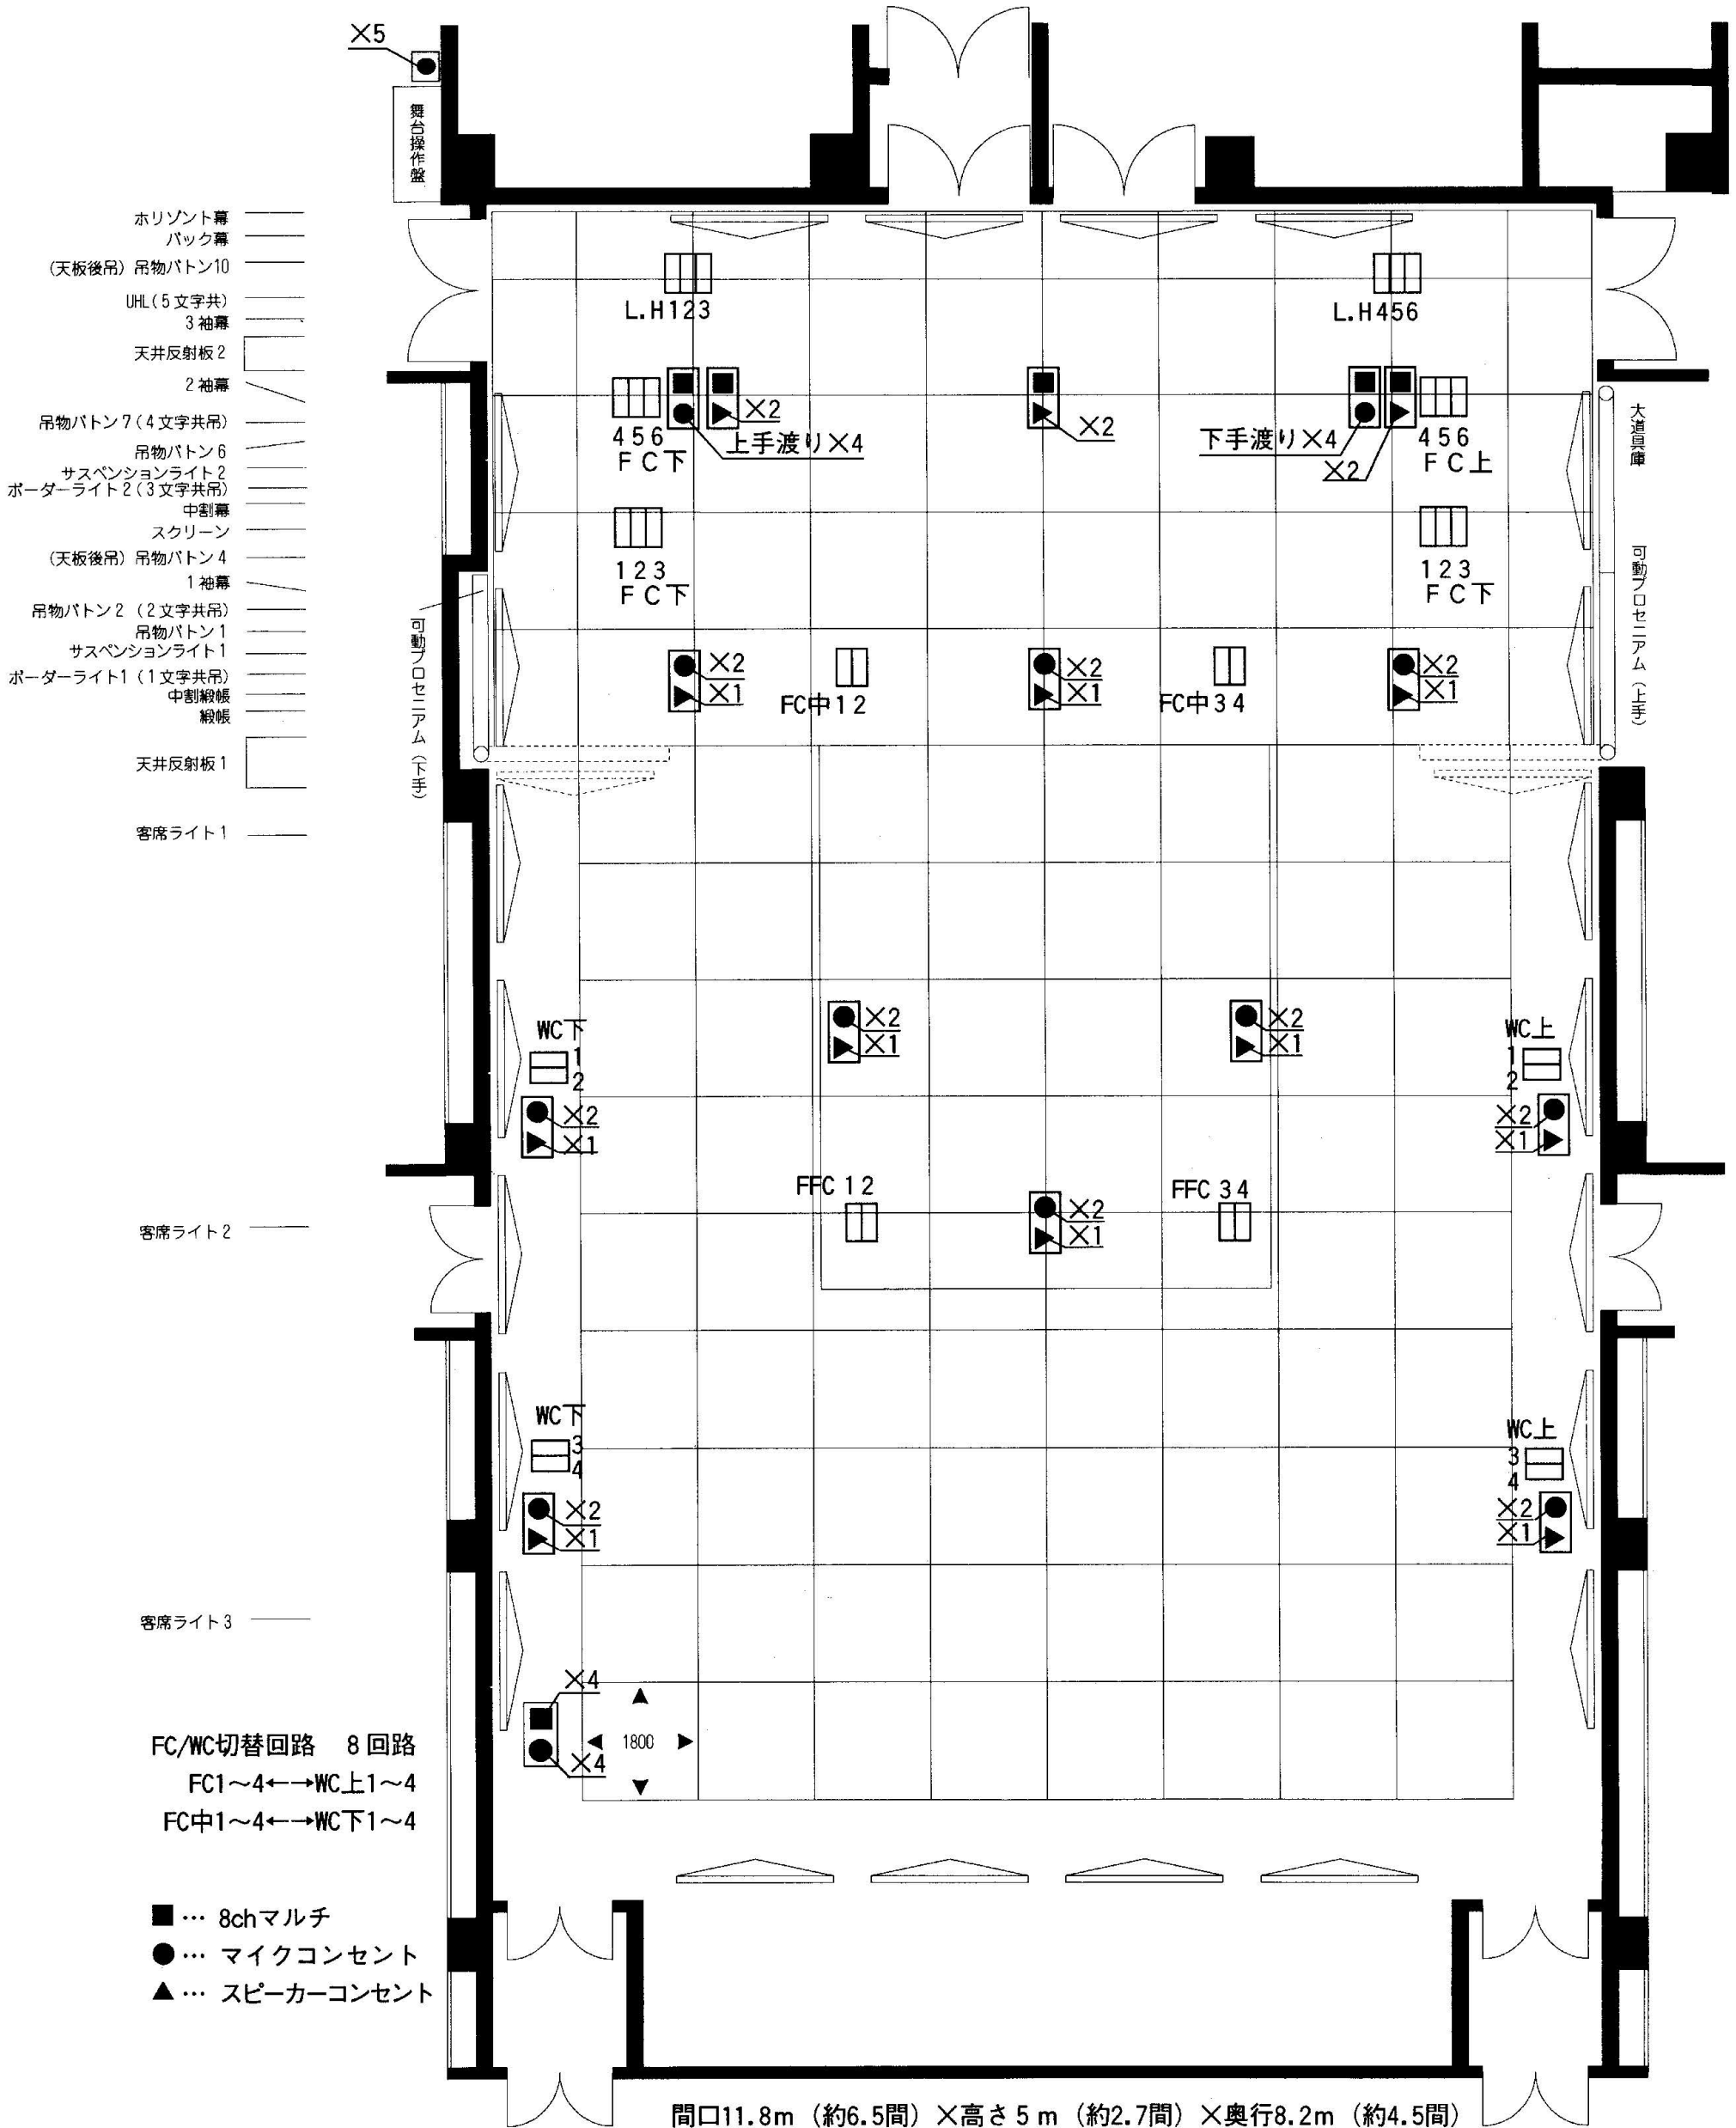 ×5
舞台操作盤
ホリゾント幕
バック幕
(天板後吊) 吊物バトン10
UHL(5文字共)
3袖幕
天井反射板2
2袖幕
吊物バトン7(4文字共吊)
吊物バトン6
サスペンションライト2
ボーダーライト2(3文字共吊)
中割幕
スクリーン
(天板後吊) 吊物バトン4
1袖幕
吊物バトン2 (2文字共吊)
吊物バトン1
サスペンションライト1
ボーダーライト1 (1文字共吊)
中割緞帳
緞帳
天井反射板1
客席ライト1
客席ライト2
客席ライト3
L.H123
L.H456
×2
上手渡り×4
456
FC下
×2
下手渡り×4
×2
456
FC上
大道具庫
123
FC下
123
FC下
可動プロセニアム (下手)
可動プロセニアム (上手)
×2
×1
FC中12
×2
×1
FC中34
×2
×1
×2
×1
×2
×1
WC下
1
2
×2
×1
WC上
1
2
×2
×1
FFC 12
×2
×1
FFC 34
WC下
3
4
×2
×1
WC上
3
4
×2
×1
×4
×4
1800
FC/WC切替回路 8回路
FC1～4←→WC上1～4
FC中1～4←→WC下1～4
■… 8chマルチ
●… マイクコンセント
▲… スピーカーコンセント
間口11.8m (約6.5間) ×高さ5m (約2.7間) ×奥行8.2m (約4.5間)